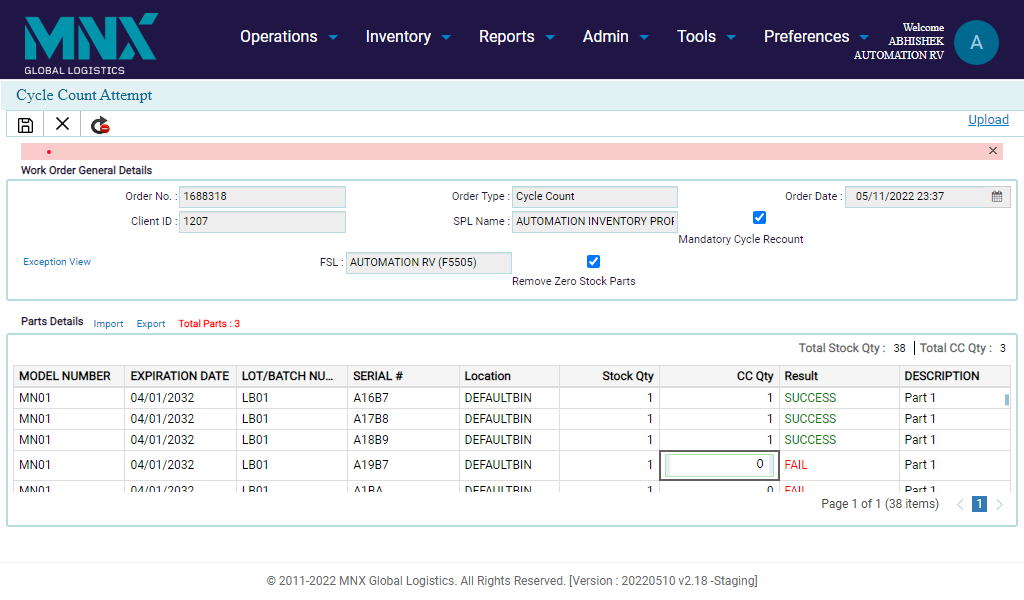 MNX
GLOBAL LOGISTICS
Operations Inventory Reports Admin Tools Preferences
Welcome
ABHISHEK
AUTOMATION RV
A
Cycle Count Attempt
Upload
Work Order General Details
Order No. : 1688318 Order Type : Cycle Count Order Date : 05/11/2022 23:37
Client ID : 1207 SPL Name : AUTOMATION INVENTORY PROF
Mandatory Cycle Recount
Exception View FSL : AUTOMATION RV (F5505)
Remove Zero Stock Parts
Parts Details Import Export Total Parts : 3
Total Stock Qty : 38 Total CC Qty : 3
MODEL NUMBER EXPIRATION DATE LOT/BATCH NU... SERIAL # Location Stock Qty CC Qty Result DESCRIPTION
MN01 04/01/2032 LB01 A16B7 DEFAULTBIN 1 1 SUCCESS Part 1
MN01 04/01/2032 LB01 A17B8 DEFAULTBIN 1 1 SUCCESS Part 1
MN01 04/01/2032 LB01 A18B9 DEFAULTBIN 1 1 SUCCESS Part 1
MN01 04/01/2032 LB01 A19B7 DEFAULTBIN 1 0 FAIL Part 1
MN01 04/01/2032 LB01 A1BA DEFAULTBIN 1 0 FAIL Part 1
Page 1 of 1 (38 items) 1
© 2011-2022 MNX Global Logistics. All Rights Reserved. [Version : 20220510 v2.18 -Staging]